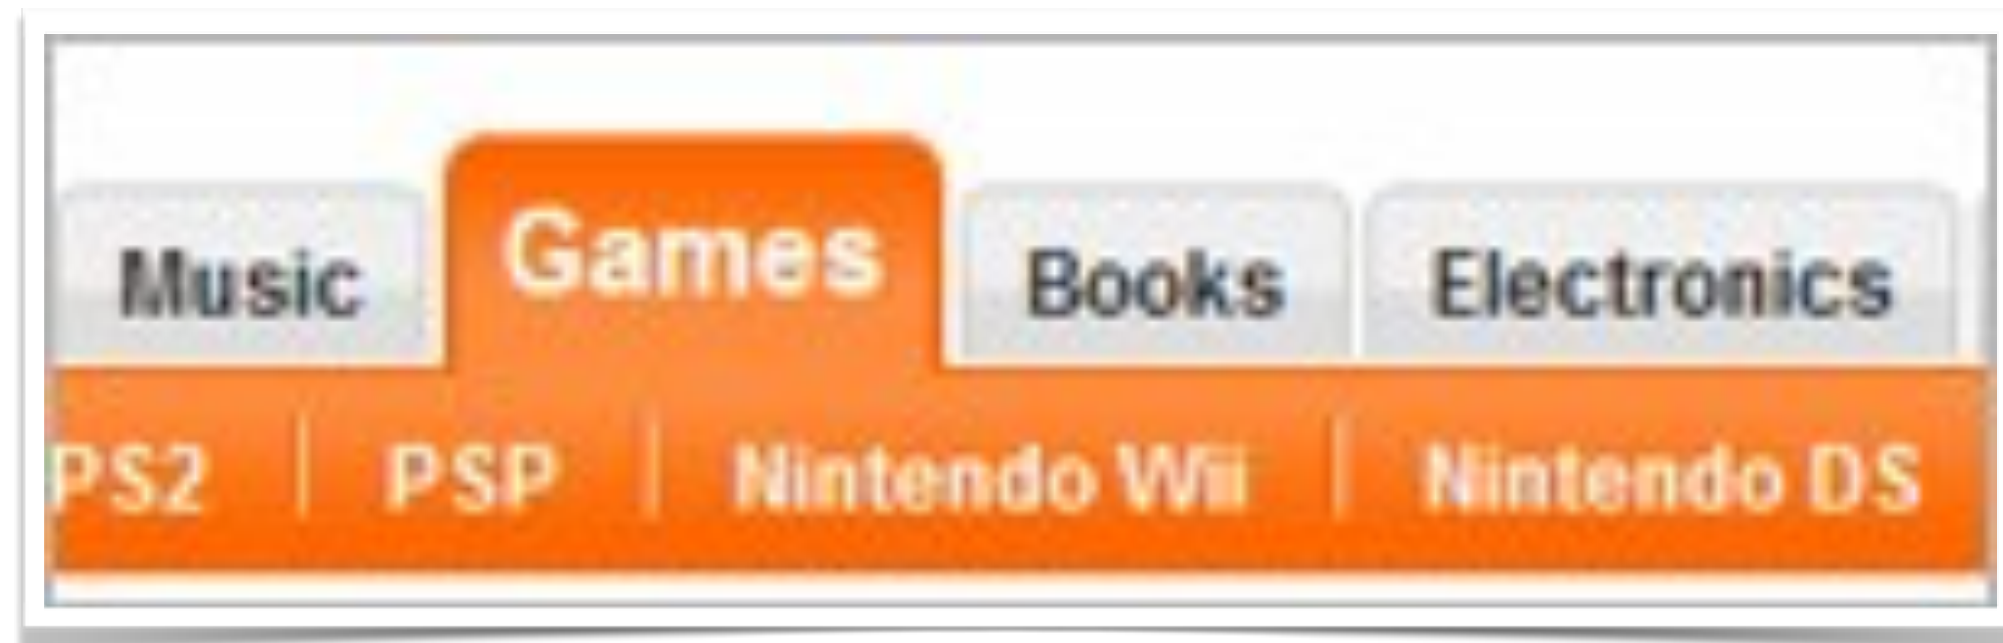 Music Games Books Electronics
PS2 | PSP | Nintendo Wii | Nintendo DS